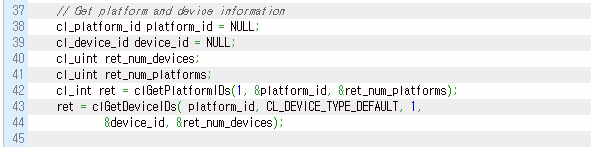 37 // Get platform and device information
38 cl_platform_id platform_id = NULL;
39 cl_device_id device_id = NULL;
40 cl_uint ret_num_devices;
41 cl_uint ret_num_platforms;
42 cl_int ret = clGetPlatformIDs(1, &platform_id, &ret_num_platforms);
43 ret = clGetDeviceIDs( platform_id, CL_DEVICE_TYPE_DEFAULT, 1,
44 &device_id, &ret_num_devices);
45